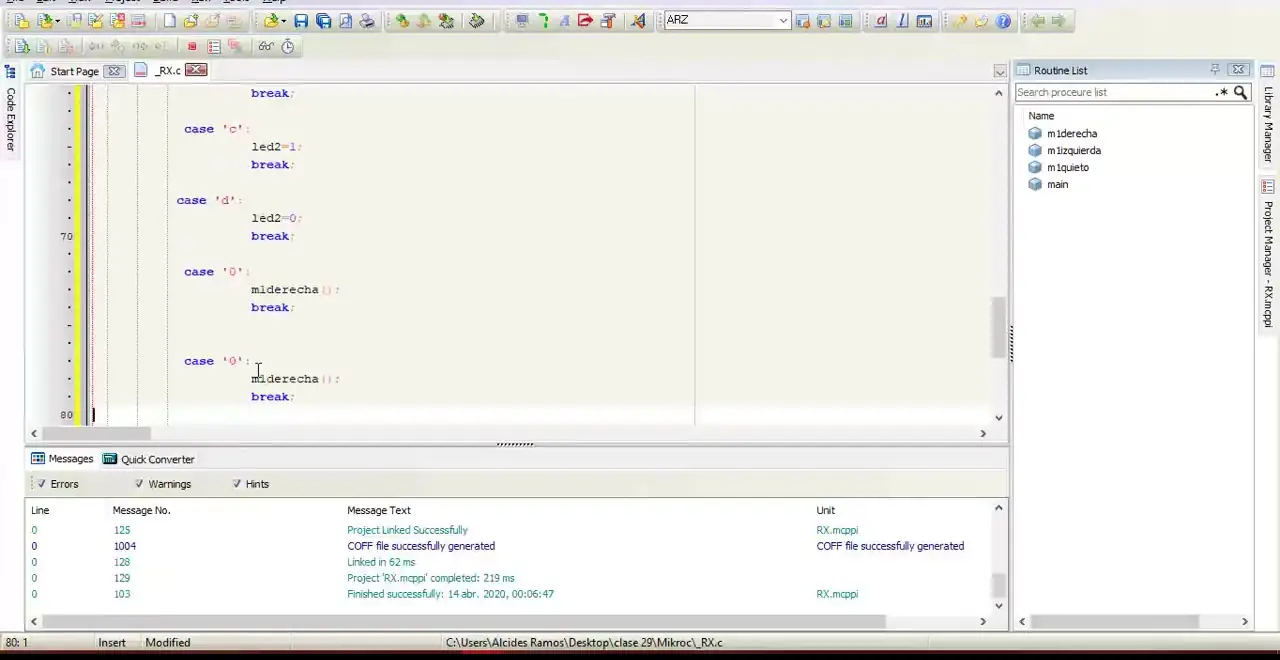 ARZ
Start Page
_RX.c
Routine List
Code Explorer
break;
case 'c':
led2=1;
break;
case 'd':
led2=0;
70 break;
case '0':
m1derecha();
break;
case '0':
m1derecha();
break;
80
Search proceure list .*
Name
m1derecha
m1izquierda
m1quieto
main
Library Manager
Project Manager - RX.mcppi
Messages Quick Converter
Errors Warnings Hints
Line Message No. Message Text Unit
0 125 Project Linked Successfully RX.mcppi
0 1004 COFF file successfully generated COFF file successfully generated
0 128 Linked in 62 ms
0 129 Project 'RX.mcppi' completed: 219 ms
0 103 Finished successfully: 14 abr. 2020, 00:06:47 RX.mcppi
80: 1 Insert Modified C:\Users\Alcides Ramos\Desktop\clase 29\Mikroc\_RX.c